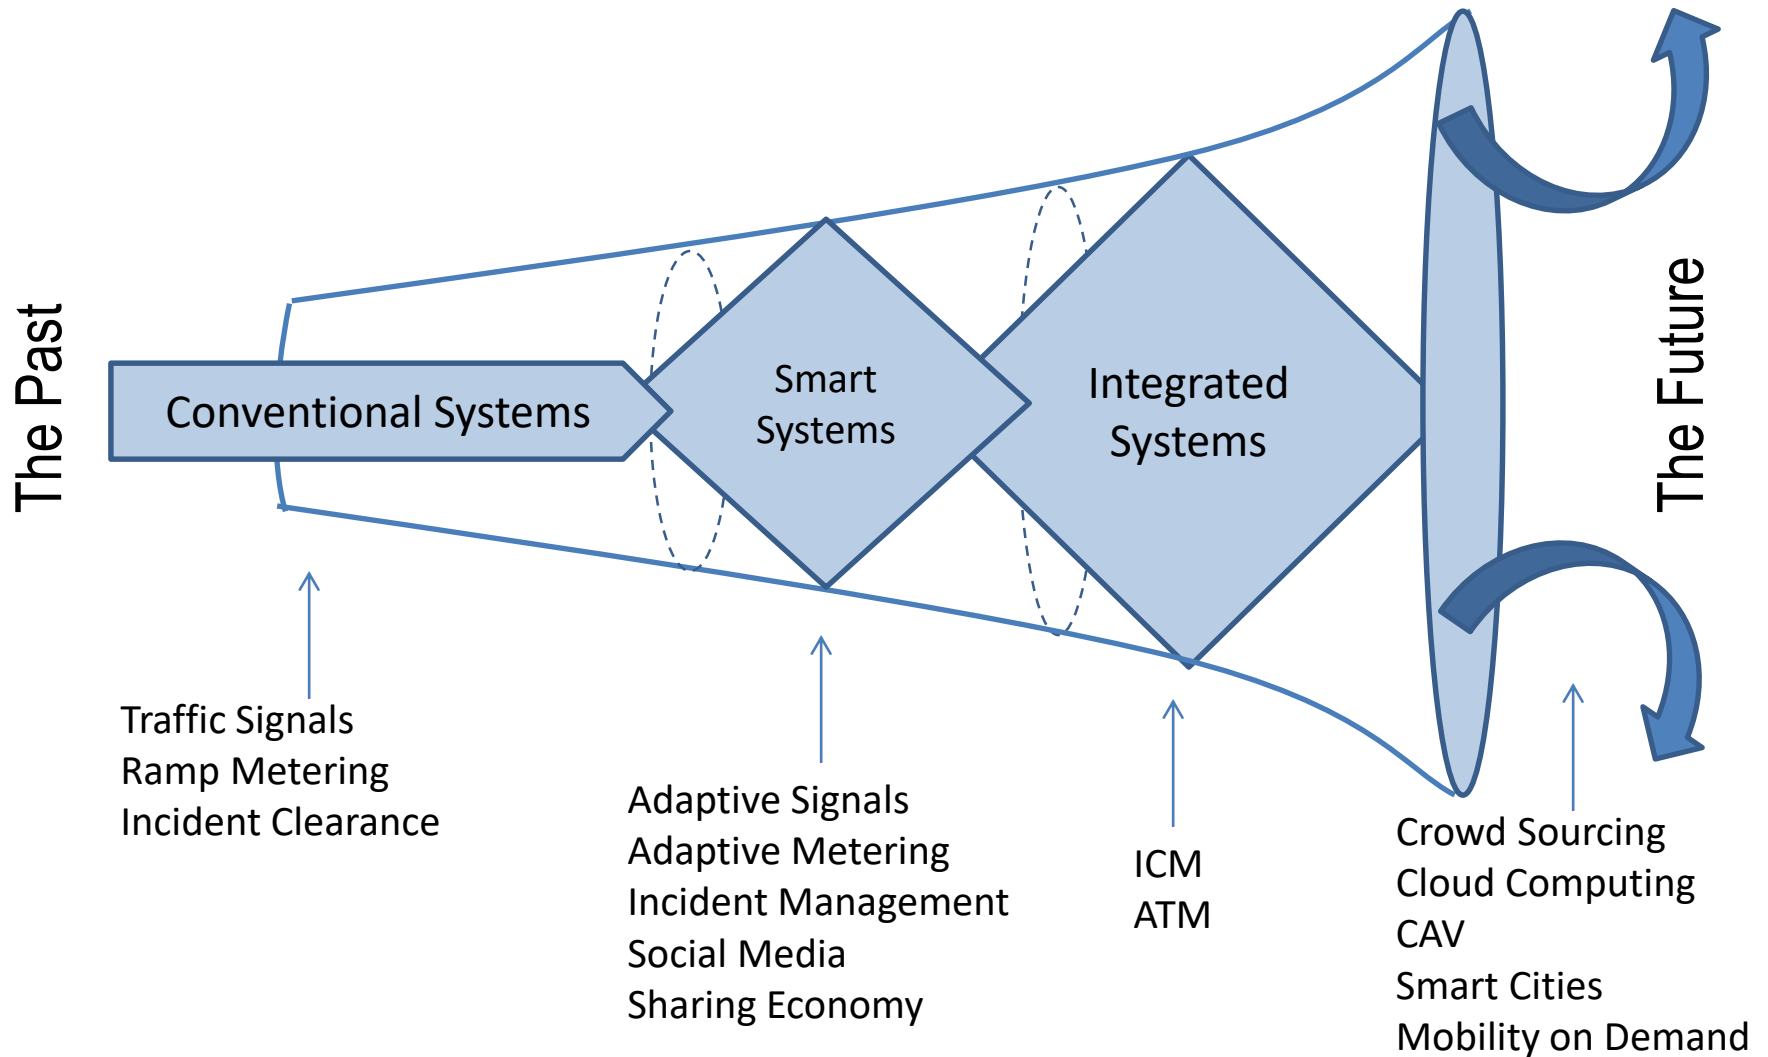 The Past
Conventional Systems
Smart
Systems
Integrated
Systems
The Future
Traffic Signals
Ramp Metering
Incident Clearance
Adaptive Signals
Adaptive Metering
Incident Management
Social Media
Sharing Economy
ICM
ATM
Crowd Sourcing
Cloud Computing
CAV
Smart Cities
Mobility on Demand